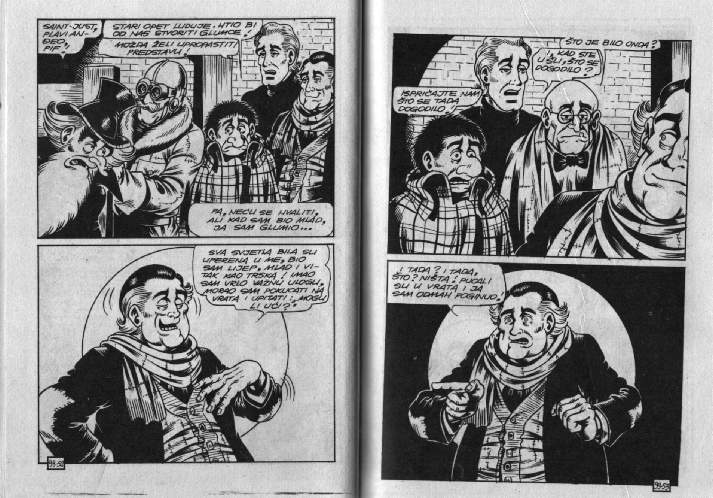 SAINT-JUST,
PLAVI AN-
ĐEO,
PIF!
STARI OPET LUDUJE. HTIO BI
OD NAS STVORITI GLUMCE!
MOŽDA ŽELI UPROPASTITI
PREDSTAVU!
PA, NEĆU SE HVALITI,
ALI KAD SAM BIO MLAD,
JA SAM GLUMIO...
SVA SVJETLA BILA SU
UPERENA U ME, BIO
SAM LIJEP, MLAD I VI-
TAK KAO TRSKA! IMAO
SAM VRLO VAŽNU ULOGU,
MORAO SAM POKUCATI NA
VRATA I UPITATI: „MOGU
LI UĆI?"
ŠTO JE BILO ONDA?
KAD STE
UŠLI, ŠTO SE
DOGODILO?
ISPRIČAJTE NAM
ŠTO SE TADA
DOGODILO!
I TADA? I TADA,
ŠTO? NIŠTA! PUCALI
SU U VRATA I JA
SAM ODMAH POGINUO.